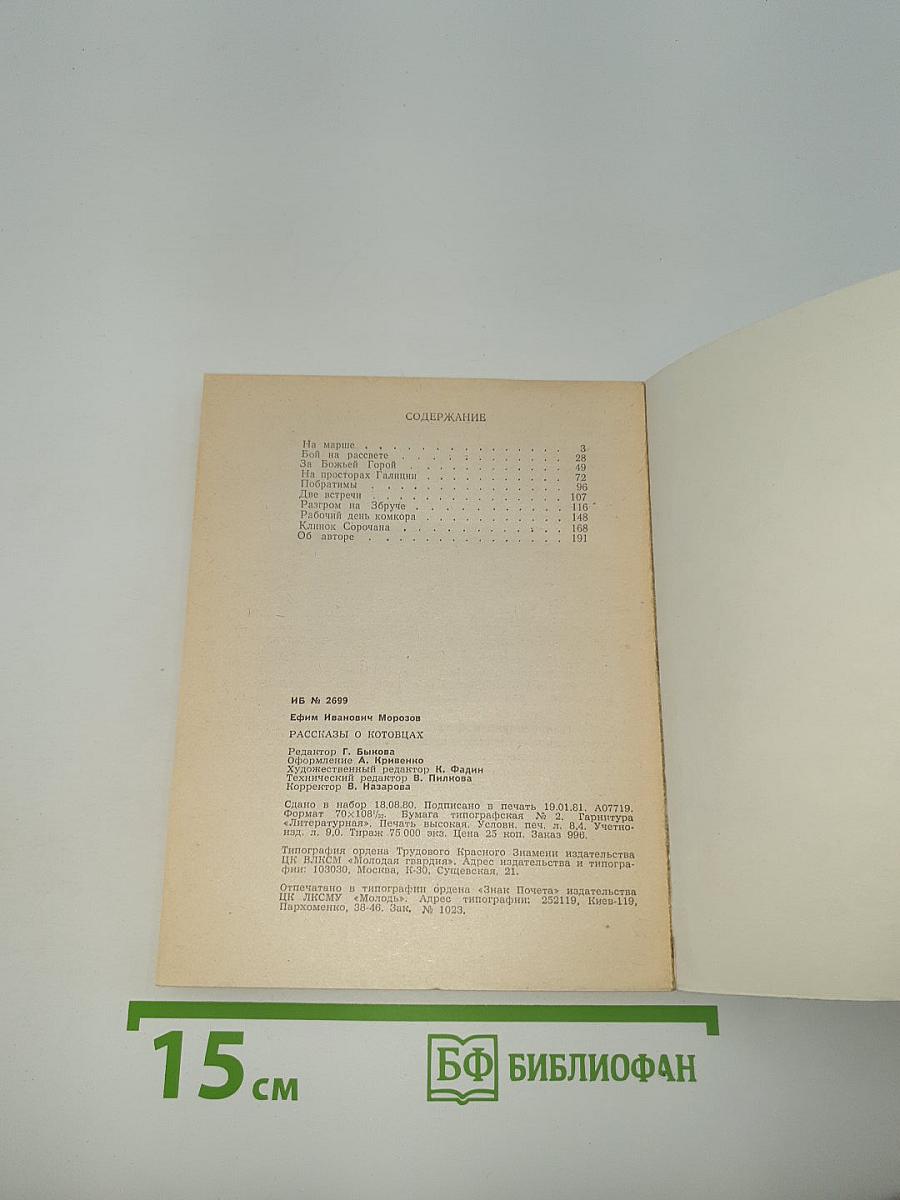 СОДЕРЖАНИЕ
На марше . . . . . . . . . . . . . . 3
Бой на рассвете . . . . . . . . . . . . 28
За Божьей Горой . . . . . . . . . . . 49
На просторах Галиции . . . . . . . . . . 72
Побратимы . . . . . . . . . . . . . . 96
Две встречи . . . . . . . . . . . . . . 107
Разгром на Збруче . . . . . . . . . . . 116
Рабочий день комкора . . . . . . . . . . 148
Клинок Сорочана . . . . . . . . . . . . 168
Об авторе . . . . . . . . . . . . . . 191
ИБ № 2699
Ефим Иванович Морозов
РАССКАЗЫ О КОТОВЦАХ
Редактор Г. Быкова
Оформление А. Кривенко
Художественный редактор К. Фадин
Технический редактор В. Пилкова
Корректор В. Назарова
Сдано в набор 18.08.80. Подписано в печать 19.01.81. А07719.
Формат 70×108¹/₃₂. Бумага типографская № 2. Гарнитура
«Литературная». Печать высокая. Условн. печ. л. 8,4. Учетно-
изд. л. 9,0. Тираж 75 000 экз. Цена 25 коп. Заказ 996.
Типография ордена Трудового Красного Знамени издательства
ЦК ВЛКСМ «Молодая гвардия». Адрес издательства и типогра-
фии: 103030, Москва, К-30, Сущевская, 21.
Отпечатано в типографии ордена «Знак Почета» издательства
ЦК ЛКСМУ «Молодь». Адрес типографии: 252119, Киев-119,
Пархоменко, 38-46. Зак. № 1023.
15 см
БФ БИБЛИОФАН